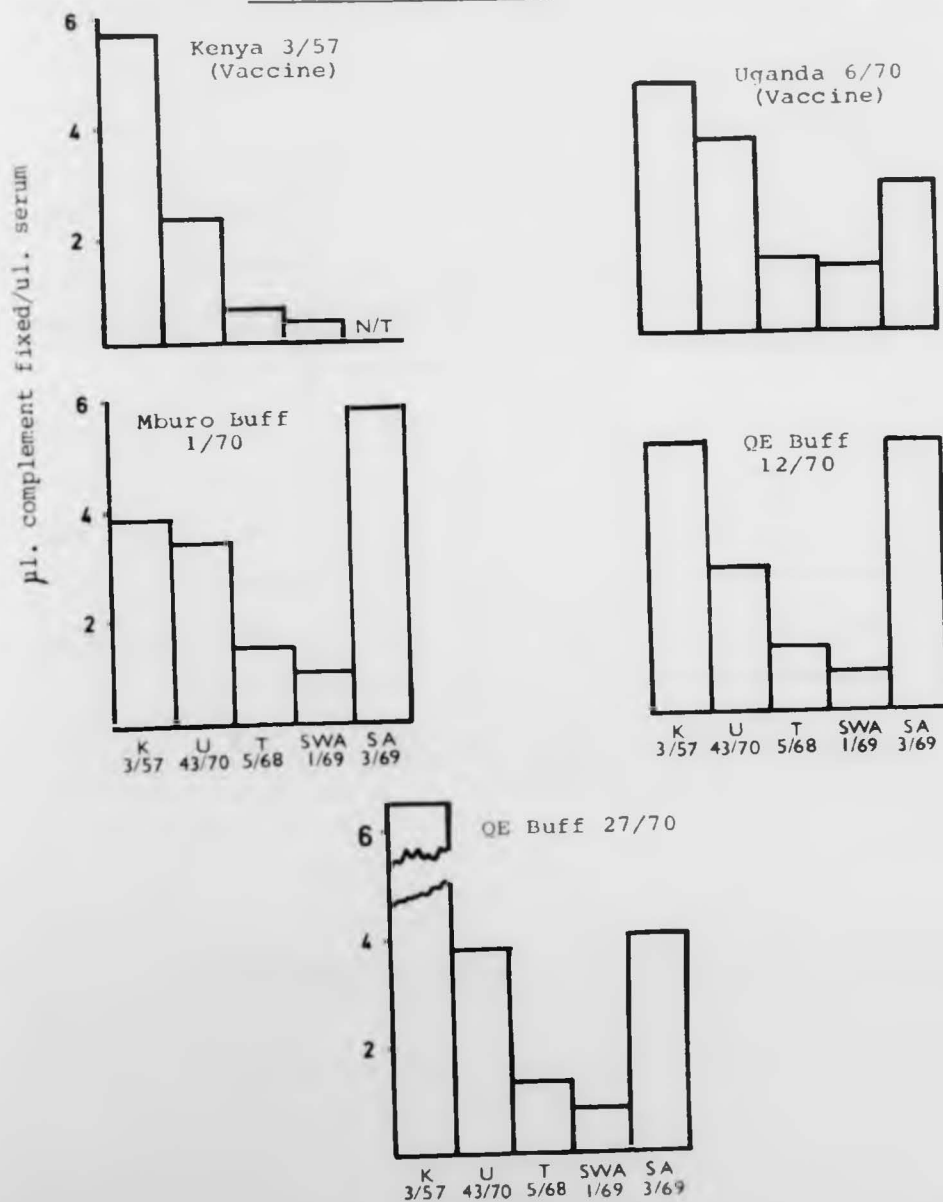 Kenya 3/57
(Vaccine)
Uganda 6/70
(Vaccine)
6
4
2
N/T
µl. complement fixed/ul. serum
Mburo Buff
1/70
QE Buff
12/70
6
4
2
K U T SWA SA
3/57 43/70 5/68 1/69 3/69
K U T SWA SA
3/57 43/70 5/68 1/69 3/69
QE Buff 27/70
6
4
2
K U T SWA SA
3/57 43/70 5/68 1/69 3/69